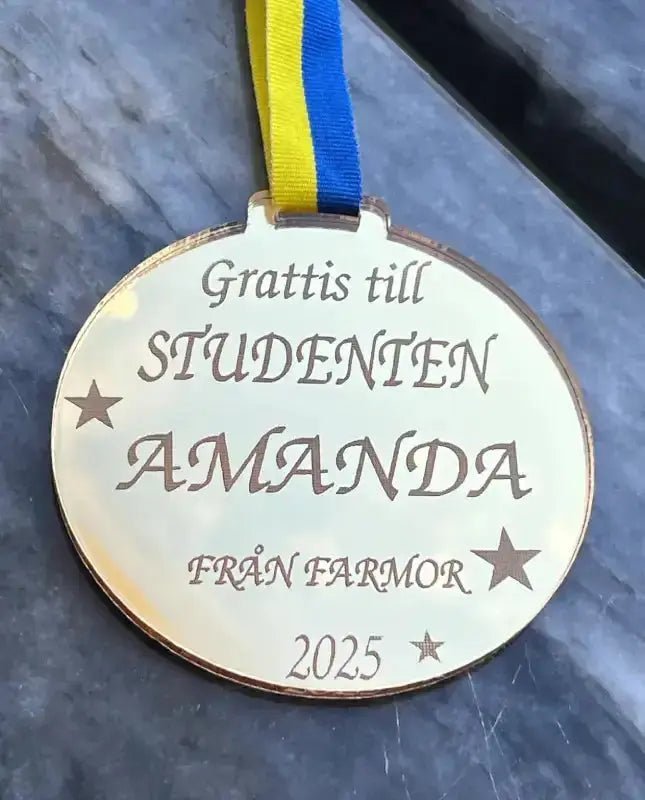 Grattis till
STUDENTEN
AMANDA
FRÅN FARMOR
2025